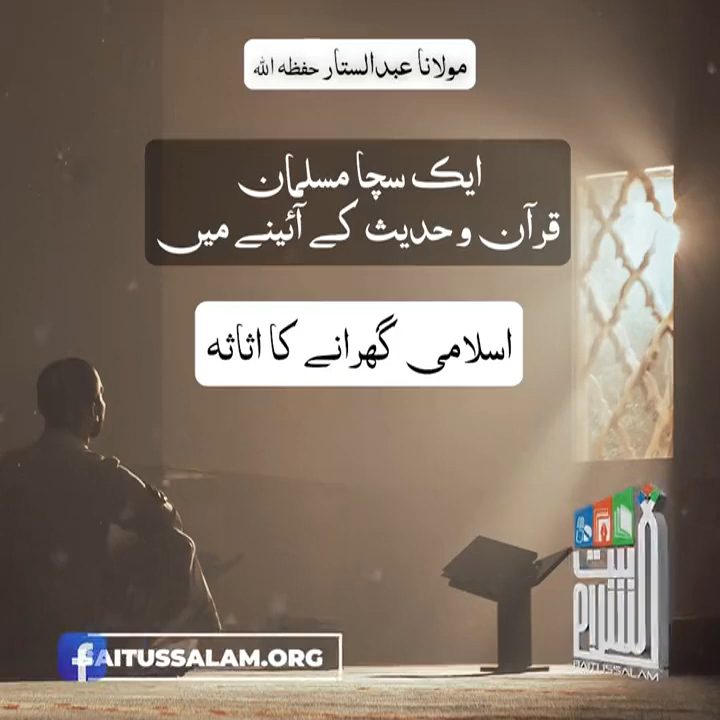 مولانا عبدالستار حفظہ اللہ
ایک سچا مسلمان
قرآن و حدیث کے آئینے میں
اسلامی گھرانے کا اثاثہ
بیت السلام
BAITUSSALAM
AITUSSALAM.ORG